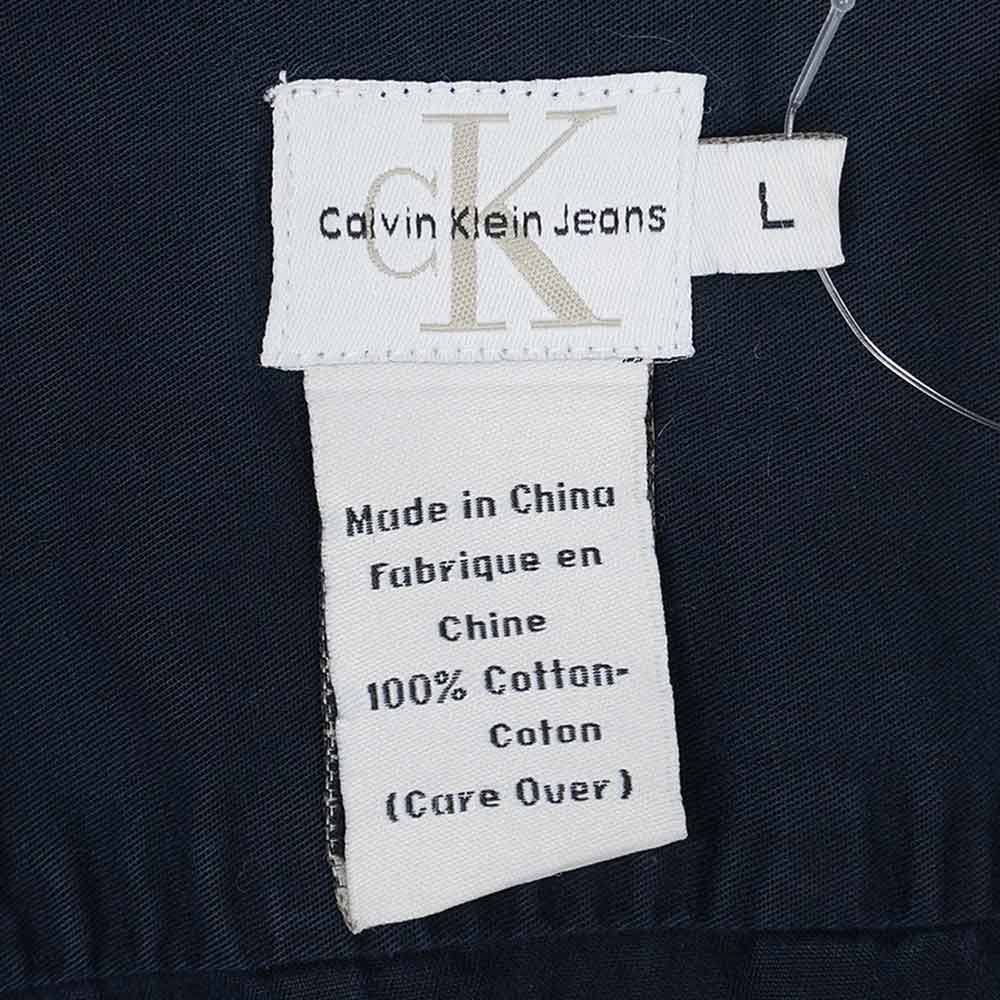 CK
Calvin Klein Jeans
L
Made in China
Fabrique en
Chine
100% Cotton-
Coton
(Care Over)